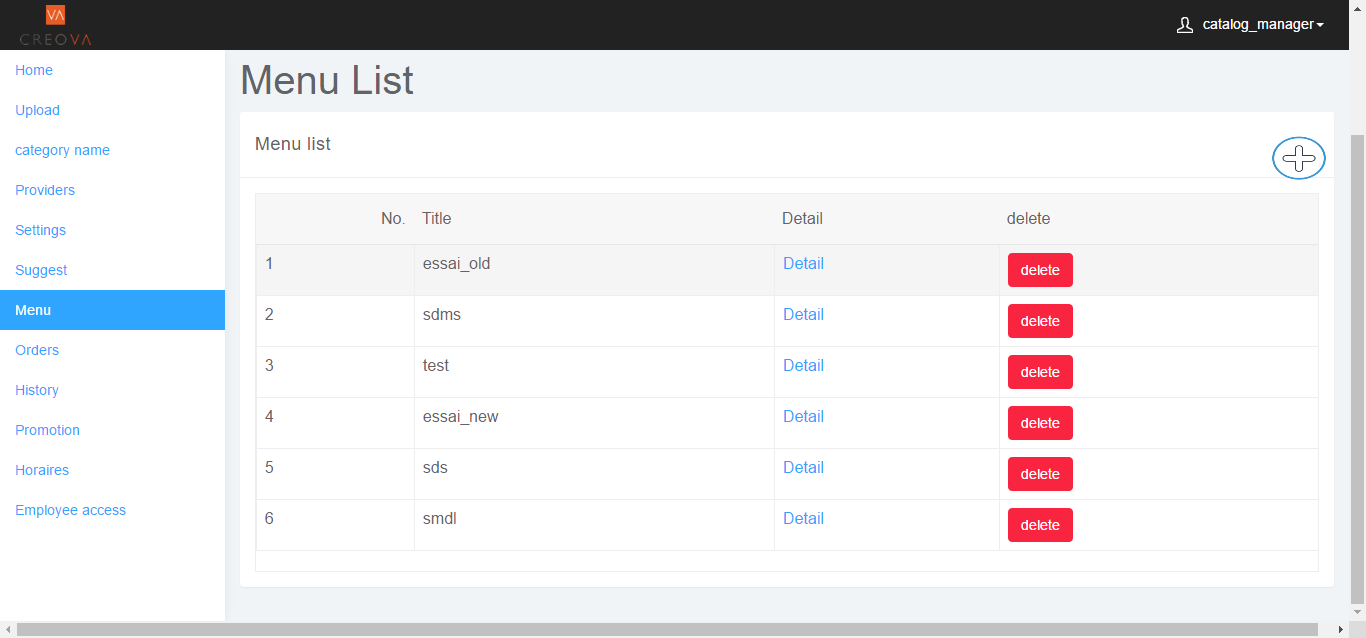 VA
CREOVA
catalog_manager
Home
Upload
category name
Providers
Settings
Suggest
Menu
Orders
History
Promotion
Horaires
Employee access
Menu List
Menu list
No. Title Detail delete
1 essai_old Detail delete
2 sdms Detail delete
3 test Detail delete
4 essai_new Detail delete
5 sds Detail delete
6 smdl Detail delete